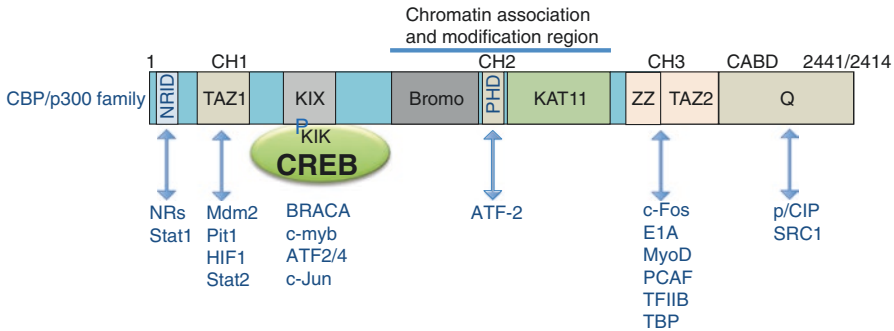 Chromatin association
and modification region
1 CH1 CH2 CH3 CABD 2441/2414
CBP/p300 family NRID TAZ1 KIX Bromo PHD KAT11 ZZ TAZ2 Q
P
KIK
CREB
NRs
Stat1
Mdm2
Pit1
HIF1
Stat2
BRACA
c-myb
ATF2/4
c-Jun
ATF-2
c-Fos
E1A
MyoD
PCAF
TFIIB
TBP
p/CIP
SRC1